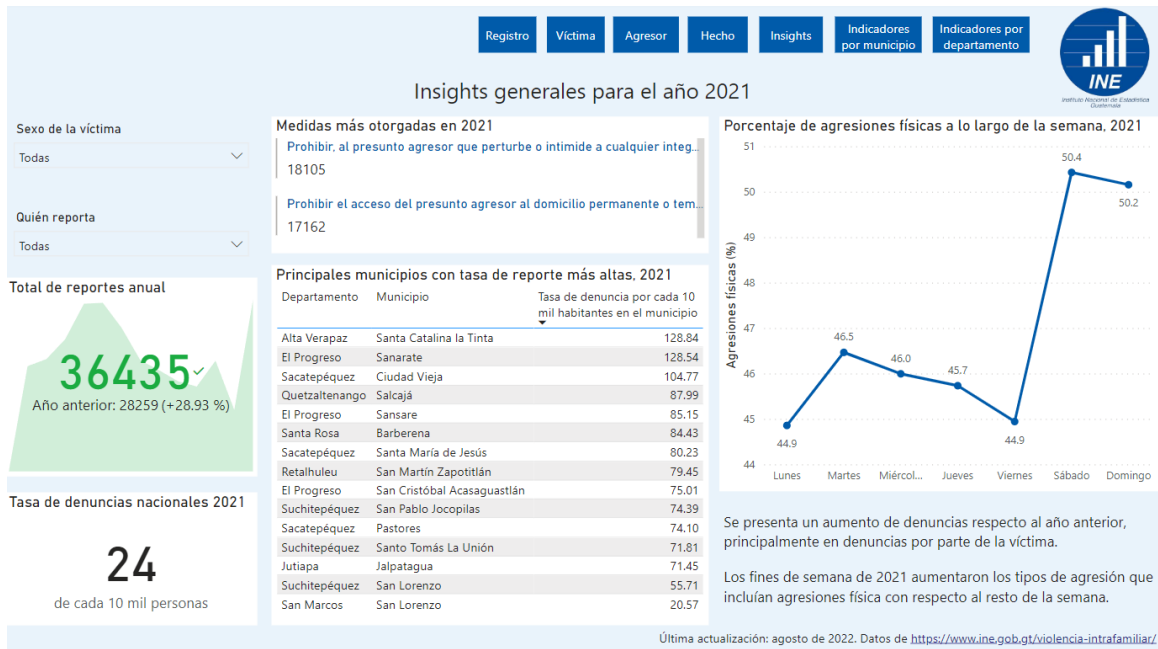 Registro
Víctima
Agresor
Hecho
Insights
Indicadores
por municipio
Indicadores por
departamento
INE
Instituto Nacional de Estadística
Guatemala
Insights generales para el año 2021
Sexo de la víctima
Todas
Quién reporta
Todas
Total de reportes anual
36435
Año anterior: 28259 (+28.93 %)
Tasa de denuncias nacionales 2021
24
de cada 10 mil personas
Medidas más otorgadas en 2021
Prohibir, al presunto agresor que perturbe o intimide a cualquier integ...
18105
Prohibir el acceso del presunto agresor al domicilio permanente o tem...
17162
Principales municipios con tasa de reporte más altas, 2021
Departamento Municipio Tasa de denuncia por cada 10
mil habitantes en el municipio
Alta Verapaz Santa Catalina la Tinta 128.84
El Progreso Sanarate 128.54
Sacatepéquez Ciudad Vieja 104.77
Quetzaltenango Salcajá 87.99
El Progreso Sansare 85.15
Santa Rosa Barberena 84.43
Sacatepéquez Santa María de Jesús 80.23
Retalhuleu San Martín Zapotitlán 79.45
El Progreso San Cristóbal Acasaguastlán 75.01
Suchitepéquez San Pablo Jocopilas 74.39
Sacatepéquez Pastores 74.10
Suchitepéquez Santo Tomás La Unión 71.81
Jutiapa Jalpatagua 71.45
Suchitepéquez San Lorenzo 55.71
San Marcos San Lorenzo 20.57
Porcentaje de agresiones físicas a lo largo de la semana, 2021
Agresiones físicas (%)
51
50
49
48
47
46
45
44
44.9
46.5
46.0
45.7
44.9
50.4
50.2
Lunes Martes Miércol... Jueves Viernes Sábado Domingo
Se presenta un aumento de denuncias respecto al año anterior,
principalmente en denuncias por parte de la víctima.
Los fines de semana de 2021 aumentaron los tipos de agresión que
incluían agresiones física con respecto al resto de la semana.
Última actualización: agosto de 2022. Datos de https://www.ine.gob.gt/violencia-intrafamiliar/